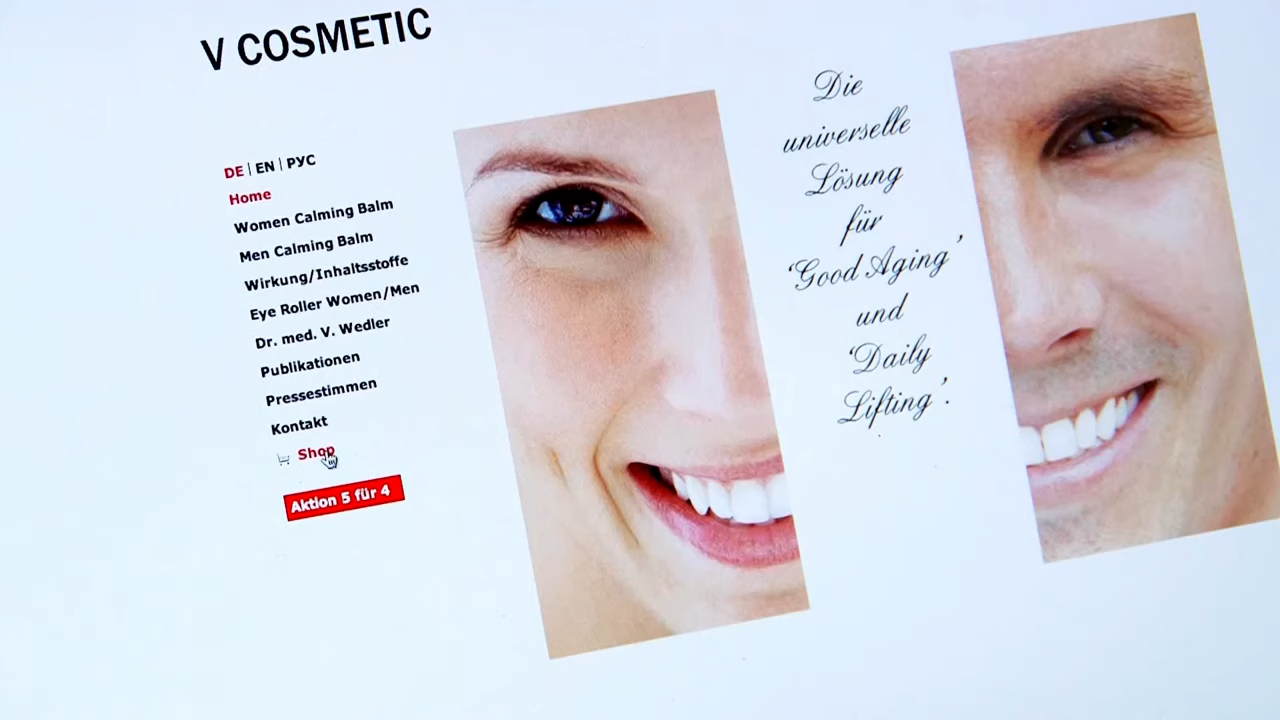 V COSMETIC
DE | EN | РУС
Home
Women Calming Balm
Men Calming Balm
Wirkung/Inhaltsstoffe
Eye Roller Women/Men
Dr. med. V. Wedler
Publikationen
Pressestimmen
Kontakt
Shop
Aktion 5 für 4
Die
universelle
Lösung
für
‘Good Aging’
und
‘Daily
Lifting’.